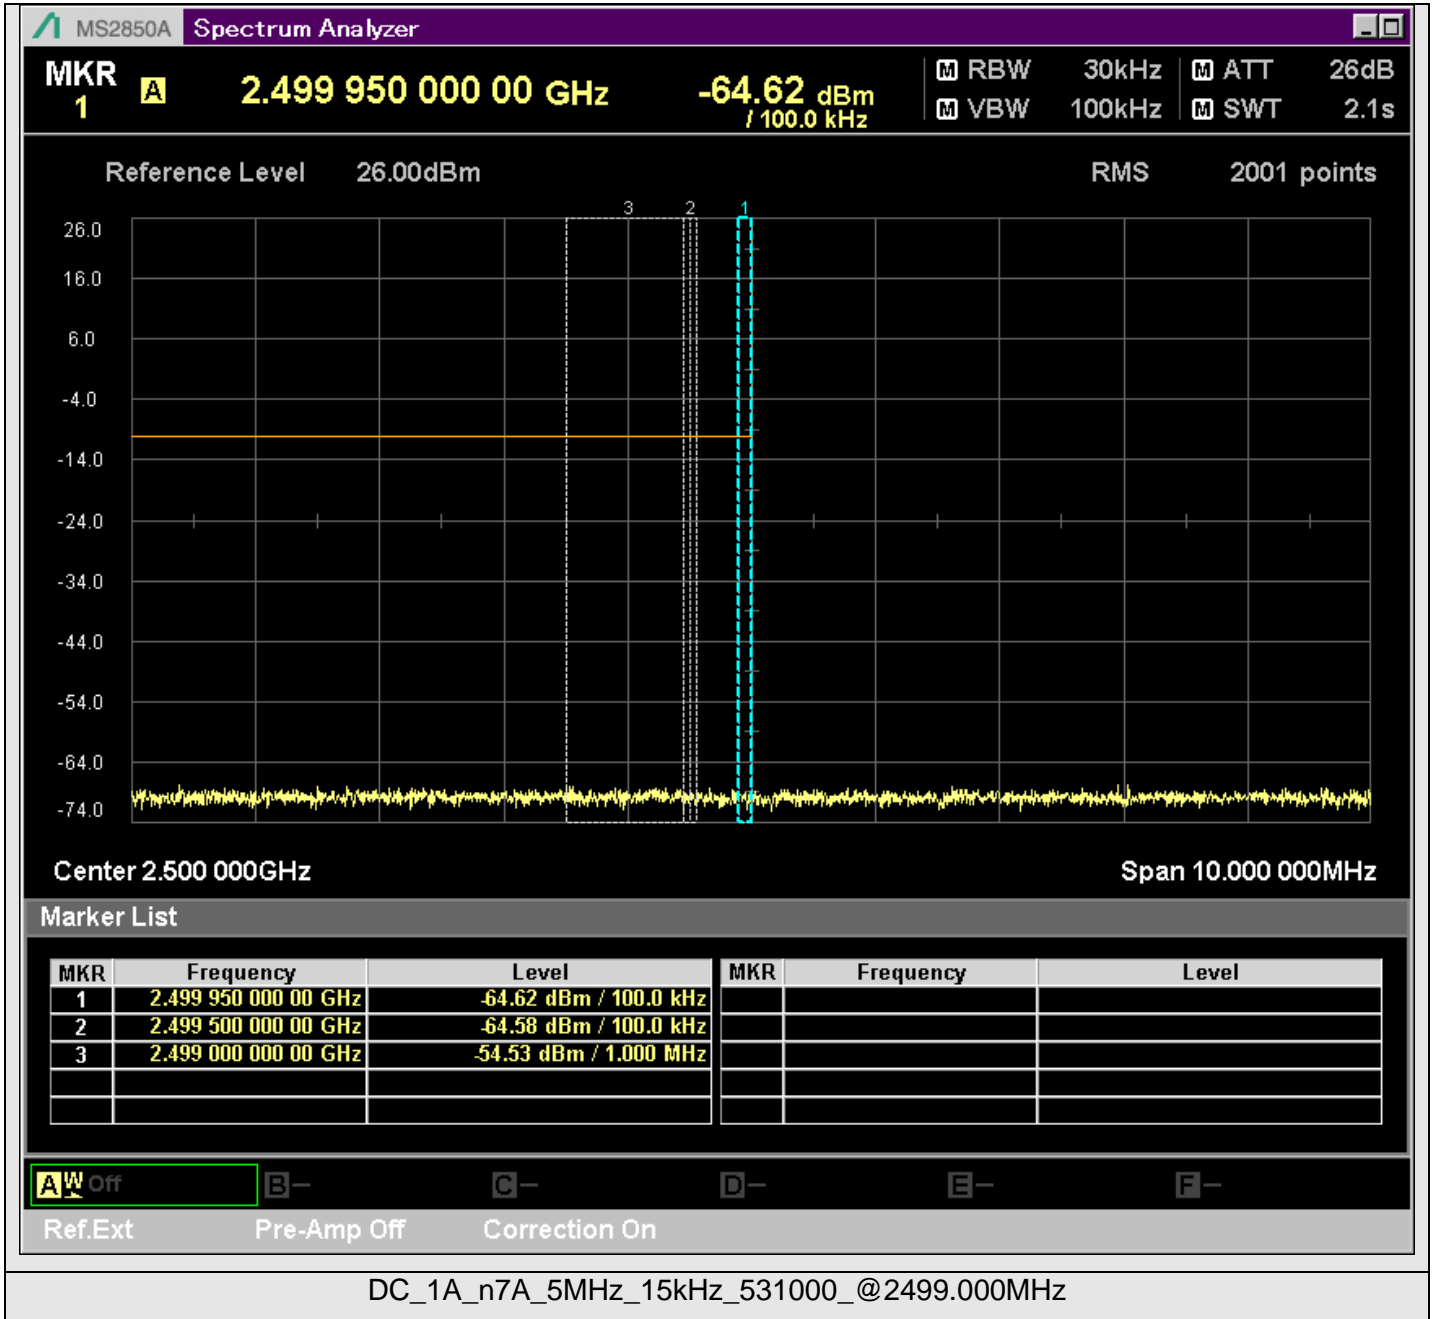 MS2850A Spectrum Analyzer
MKR 1 A 2.499 950 000 00 GHz -64.62 dBm / 100.0 kHz
M RBW 30kHz M ATT 26dB
M VBW 100kHz M SWT 2.1s
Reference Level 26.00dBm RMS 2001 points
3 2 1
26.0
16.0
6.0
-4.0
-14.0
-24.0
-34.0
-44.0
-54.0
-64.0
-74.0
Center 2.500 000GHz Span 10.000 000MHz
Marker List
MKR Frequency Level MKR Frequency Level
1 2.499 950 000 00 GHz -64.62 dBm / 100.0 kHz
2 2.499 500 000 00 GHz -64.58 dBm / 100.0 kHz
3 2.499 000 000 00 GHz -54.53 dBm / 1.000 MHz
A W Off B - C - D - E - F -
Ref.Ext Pre-Amp Off Correction On
DC_1A_n7A_5MHz_15kHz_531000_@2499.000MHz